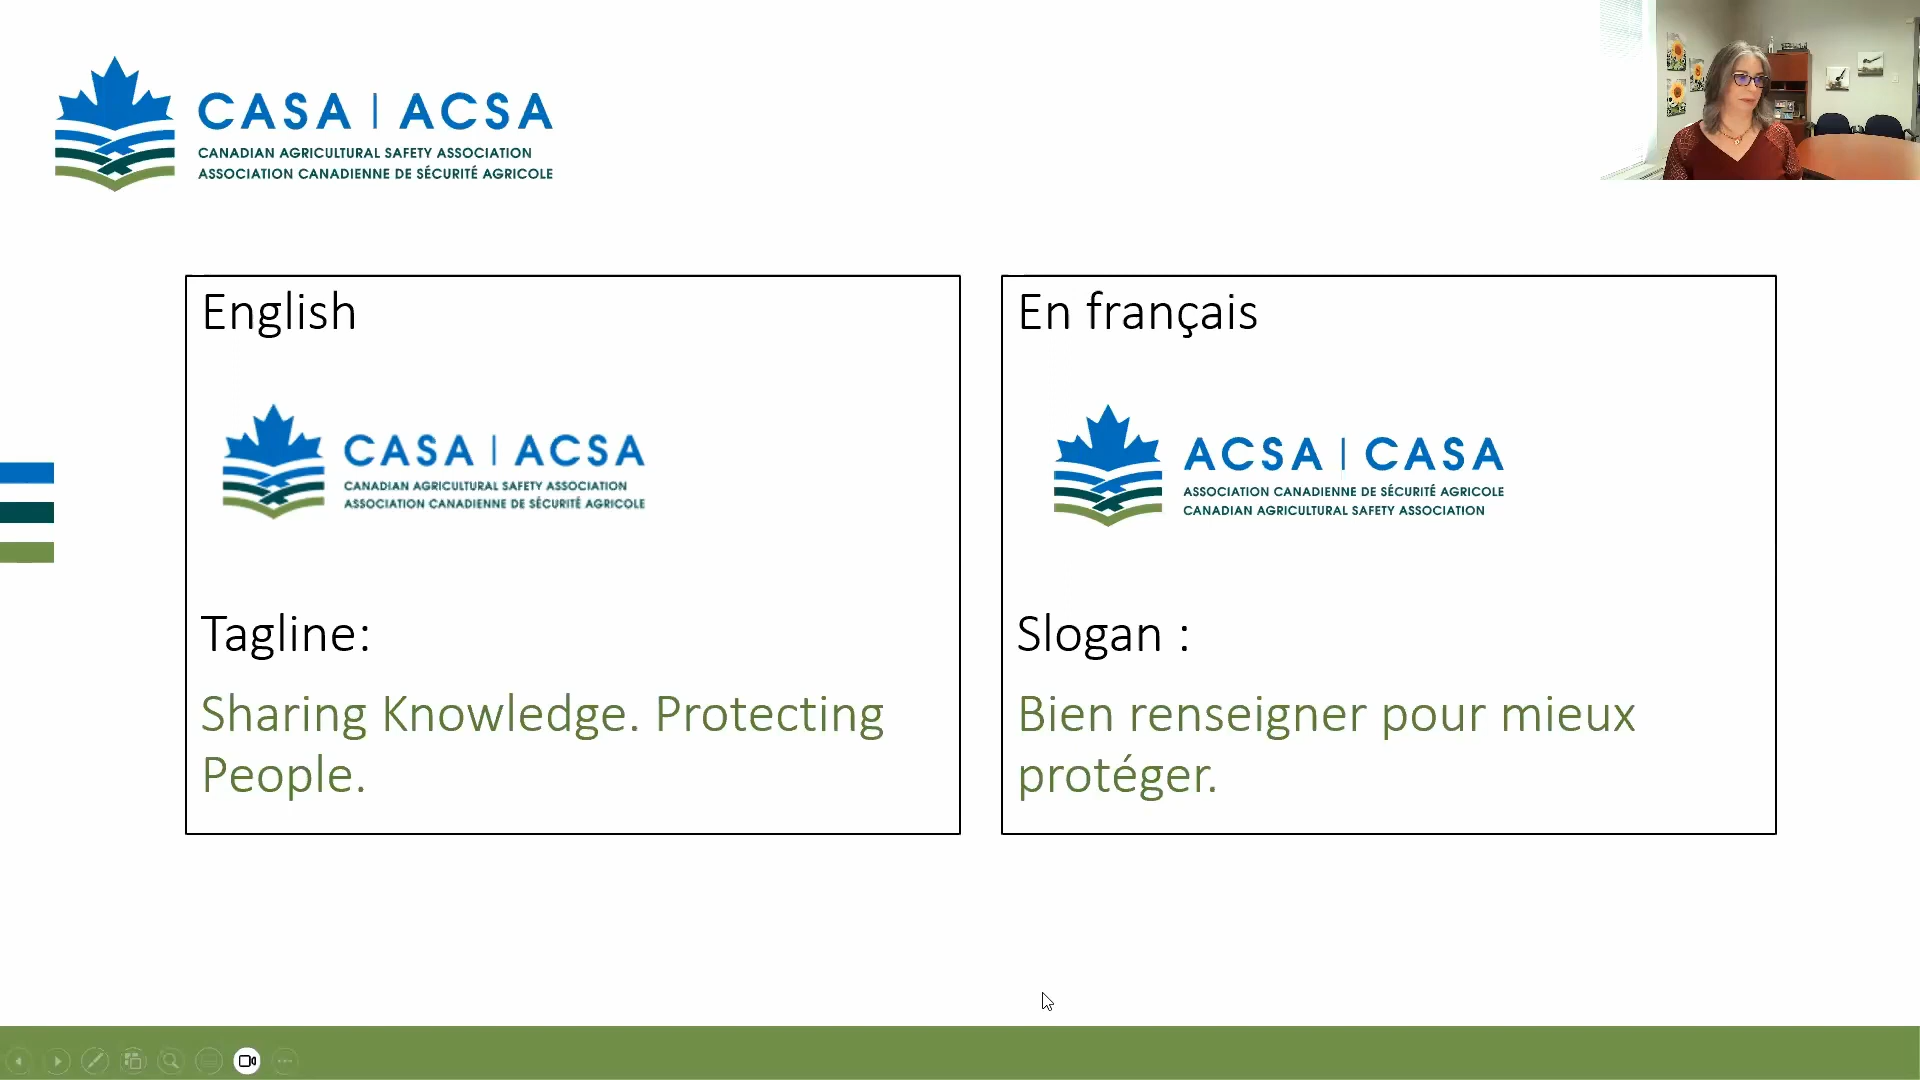 CASA | ACSA
CANADIAN AGRICULTURAL SAFETY ASSOCIATION
ASSOCIATION CANADIENNE DE SÉCURITÉ AGRICOLE
English
CASA | ACSA
CANADIAN AGRICULTURAL SAFETY ASSOCIATION
ASSOCIATION CANADIENNE DE SÉCURITÉ AGRICOLE
Tagline:
Sharing Knowledge. Protecting
People.
En français
ACSA | CASA
ASSOCIATION CANADIENNE DE SÉCURITÉ AGRICOLE
CANADIAN AGRICULTURAL SAFETY ASSOCIATION
Slogan :
Bien renseigner pour mieux
protéger.